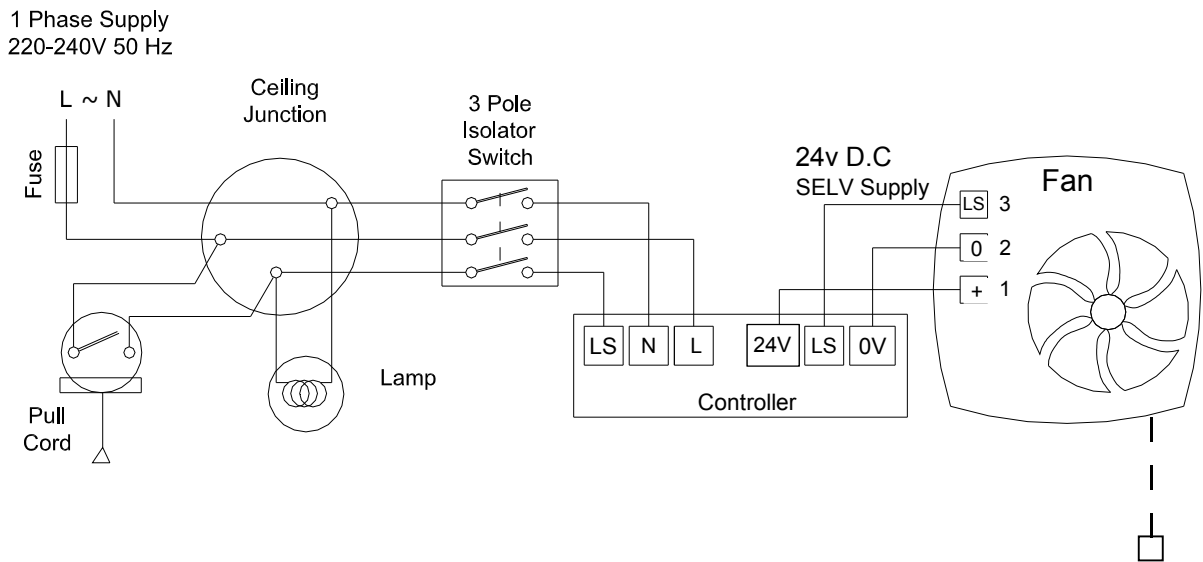 1 Phase Supply
220-240V 50 Hz
L ~ N
Fuse
Ceiling
Junction
3 Pole
Isolator
Switch
24v D.C
SELV Supply
Fan
LS 3
0 2
+ 1
LS N L 24V LS 0V
Controller
Lamp
Pull
Cord